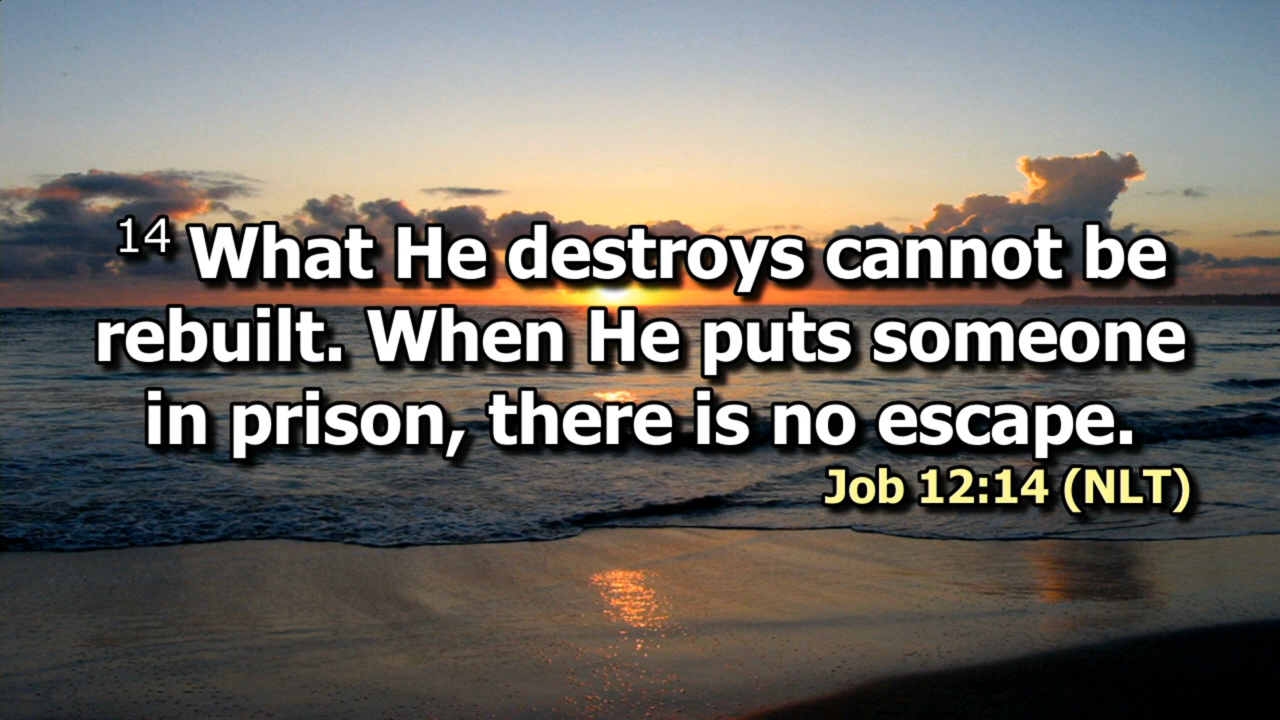 14 What He destroys cannot be
rebuilt. When He puts someone
in prison, there is no escape.
Job 12:14 (NLT)